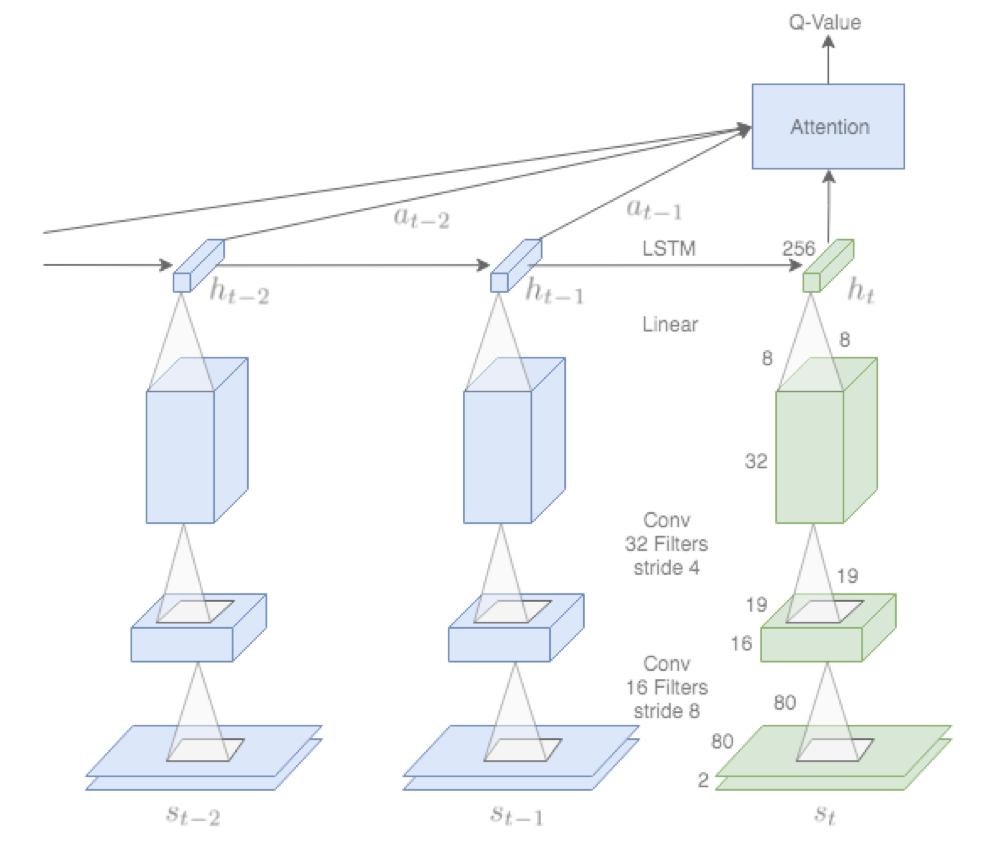 Q-Value
Attention
a_{t-2}
a_{t-1}
LSTM
256
h_{t-2}
h_{t-1}
h_t
Linear
8
8
32
Conv
32 Filters
stride 4
19
19
16
Conv
16 Filters
stride 8
80
80
2
s_{t-2}
s_{t-1}
s_t